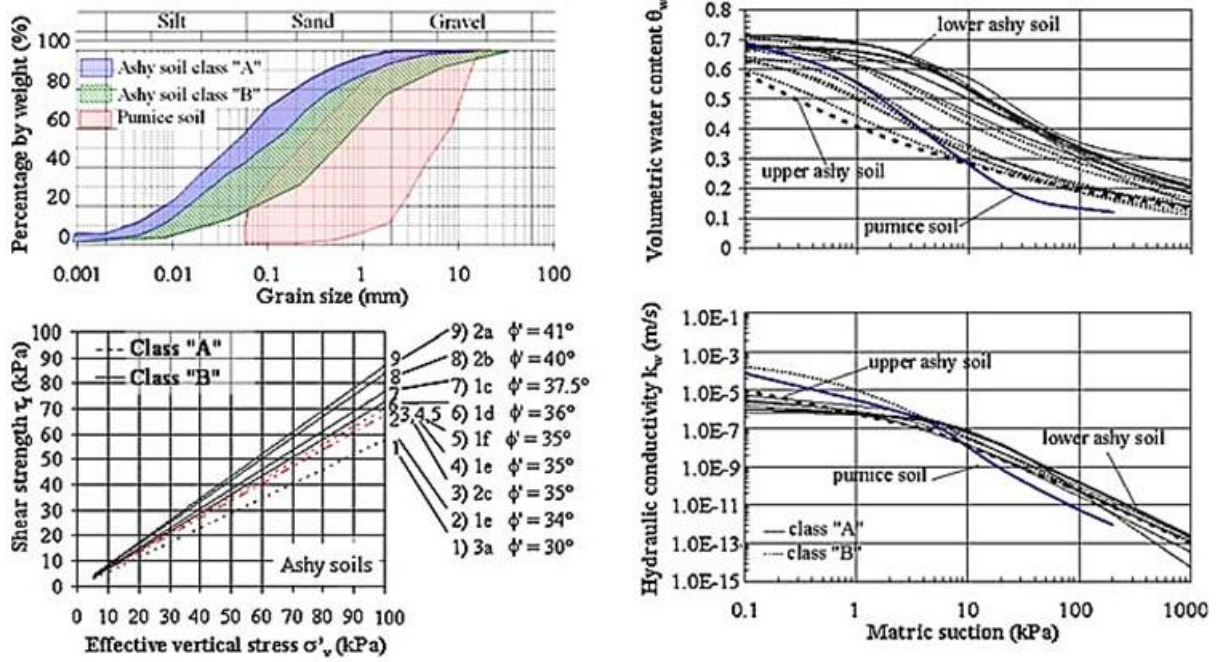 Silt Sand Gravel
Percentage by weight (%)
100
80
60
40
20
0
Ashy soil class "A"
Ashy soil class "B"
Pumice soil
0.001 0.01 0.1 1 10 100
Grain size (mm)
Volumetric water content θw
0.8
0.7
0.6
0.5
0.4
0.3
0.2
0.1
0
lower ashy soil
upper ashy soil
pumice soil
Shear strength τf (kPa)
100
90
80
70
60
50
40
30
20
10
0
Class "A"
Class "B"
Ashy soils
0 10 20 30 40 50 60 70 80 90 100
Effective vertical stress σ'v (kPa)
9
8
7
6
2 3,4,5
1
9) 2a ϕ' = 41°
8) 2b ϕ' = 40°
7) 1c ϕ' = 37.5°
6) 1d ϕ' = 36°
5) 1f ϕ' = 35°
4) 1e ϕ' = 35°
3) 2c ϕ' = 35°
2) 1e ϕ' = 34°
1) 3a ϕ' = 30°
Hydraulic conductivity kw (m/s)
1.0E-1
1.0E-3
1.0E-5
1.0E-7
1.0E-9
1.0E-11
1.0E-13
1.0E-15
upper ashy soil
lower ashy soil
pumice soil
class "A"
class "B"
0.1 1 10 100 1000
Matric suction (kPa)